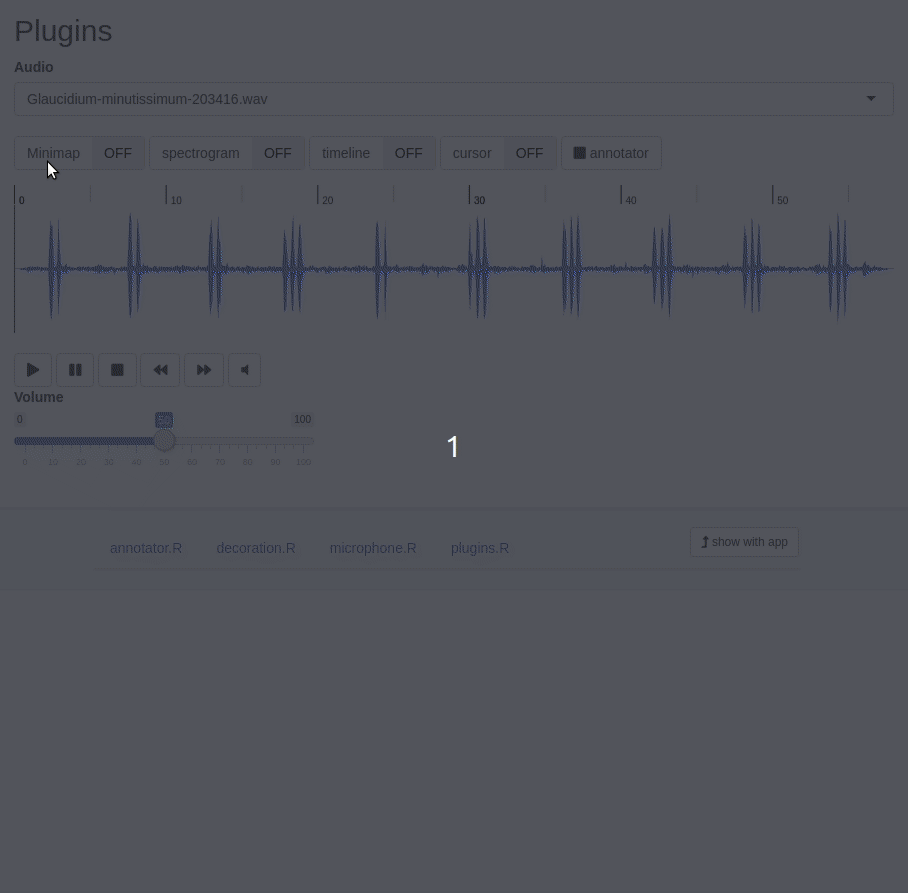 Plugins
Audio
Glaucidium-minutissimum-203416.wav
Minimap OFF spectrogram OFF timeline OFF cursor OFF annotator
0 10 20 30 40 50
Volume
0 50 100
0 10 20 30 40 50 60 70 80 90 100
1
annotator.R decoration.R microphone.R plugins.R show with app